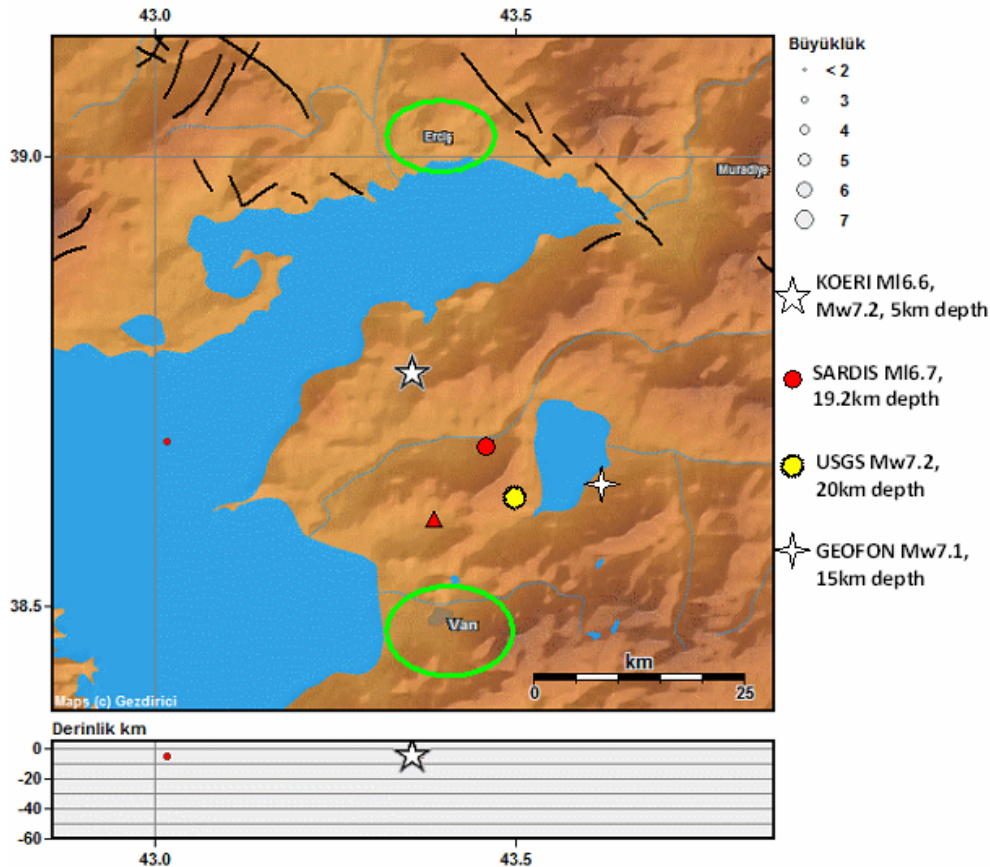 43.0
43.5
Büyüklük
< 2
3
4
5
6
7
Erciş
39.0
Muradiye
KOERI Ml6.6,
Mw7.2, 5km depth
SARDIS Ml6.7,
19.2km depth
USGS Mw7.2,
20km depth
GEOFON Mw7.1,
15km depth
38.5
Van
km
0
25
Maps (c) Gezdirici
Derinlik km
0
-20
-40
-60
43.0
43.5